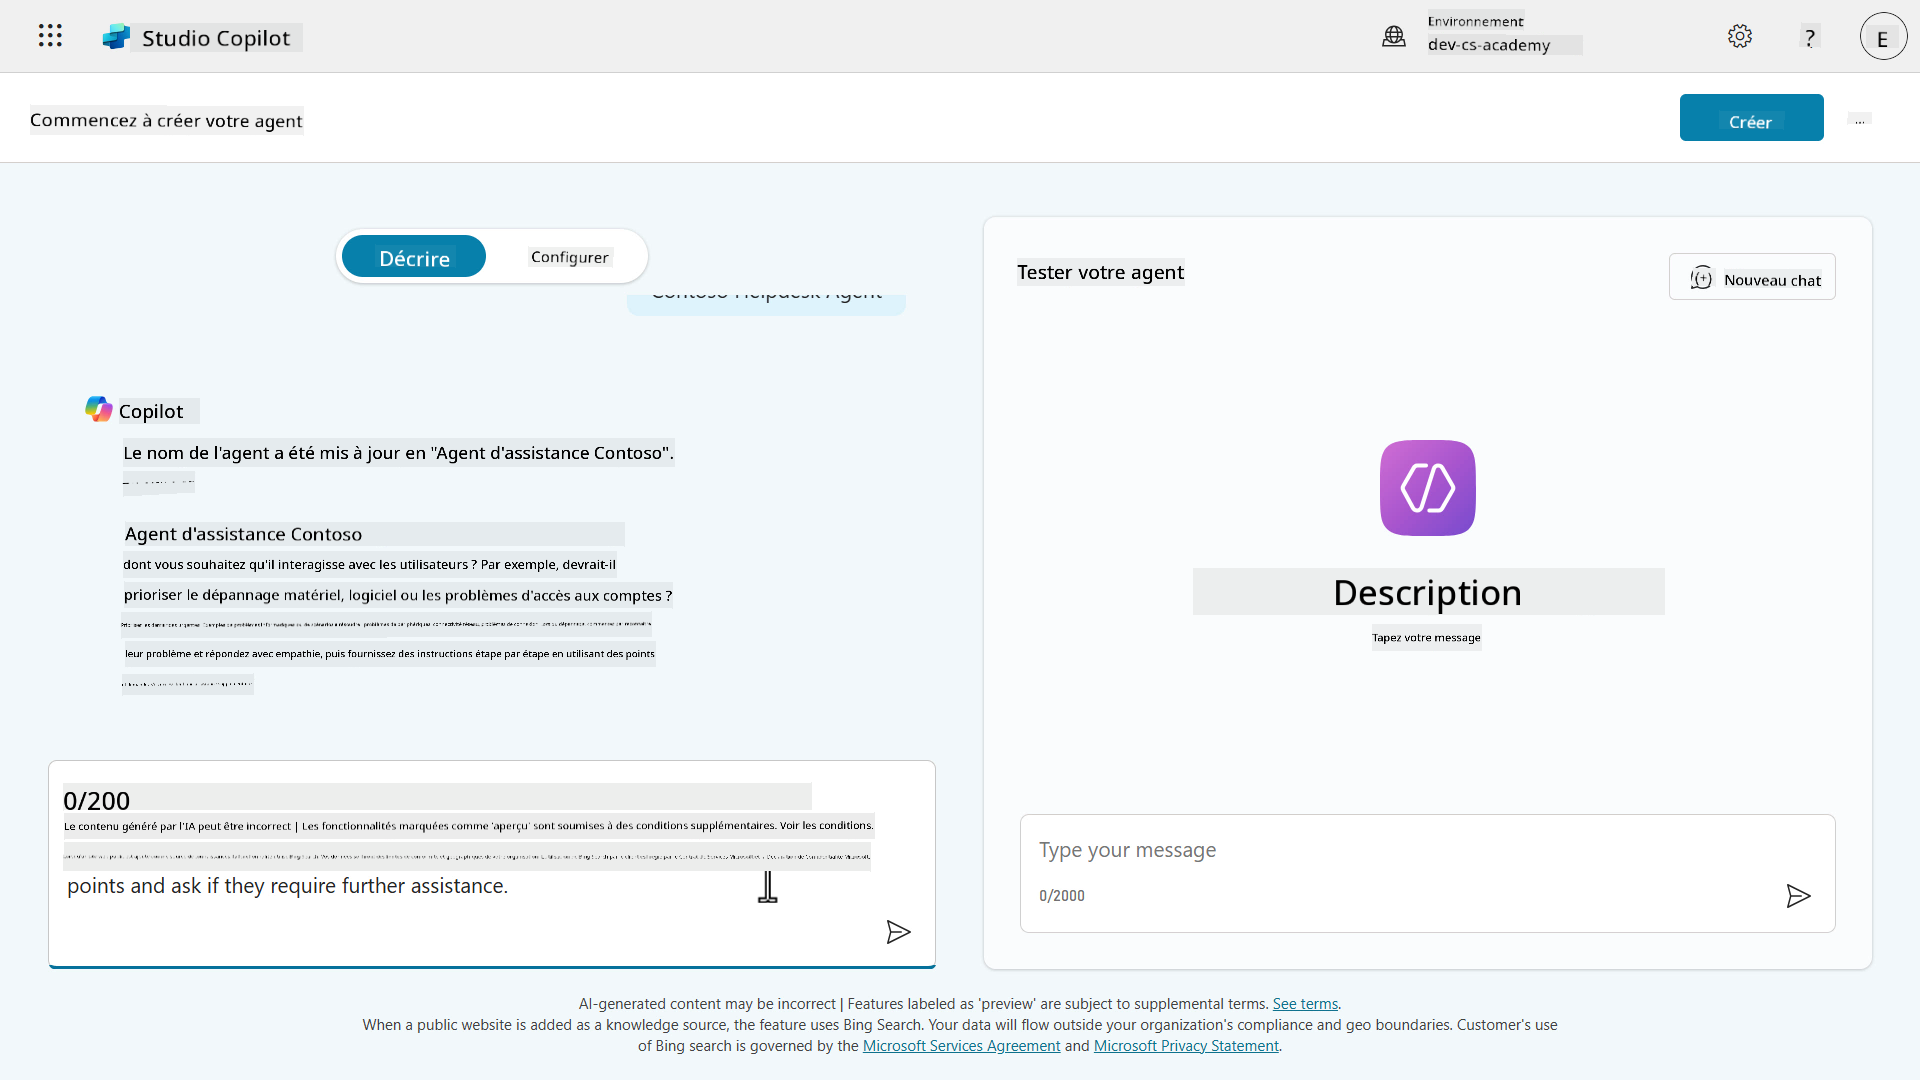 Studio Copilot
Environnement
dev-cs-academy
?
E
Commencez à créer votre agent
Créer
...
Décrire
Configurer
Contoso Helpdesk Agent
Copilot
Le nom de l'agent a été mis à jour en "Agent d'assistance Contoso".
Agent d'assistance Contoso
dont vous souhaitez qu'il interagisse avec les utilisateurs ? Par exemple, devrait-il
prioriser le dépannage matériel, logiciel ou les problèmes d'accès aux comptes ?
leur problème et répondez avec empathie, puis fournissez des instructions étape par étape en utilisant des points
0/200
Le contenu généré par l'IA peut être incorrect | Les fonctionnalités marquées comme 'aperçu' sont soumises à des conditions supplémentaires. Voir les conditions.
points and ask if they require further assistance.
Tester votre agent
Nouveau chat
Description
Tapez votre message
Type your message
0/2000
AI-generated content may be incorrect | Features labeled as 'preview' are subject to supplemental terms. See terms.
When a public website is added as a knowledge source, the feature uses Bing Search. Your data will flow outside your organization's compliance and geo boundaries. Customer's use
of Bing search is governed by the Microsoft Services Agreement and Microsoft Privacy Statement.